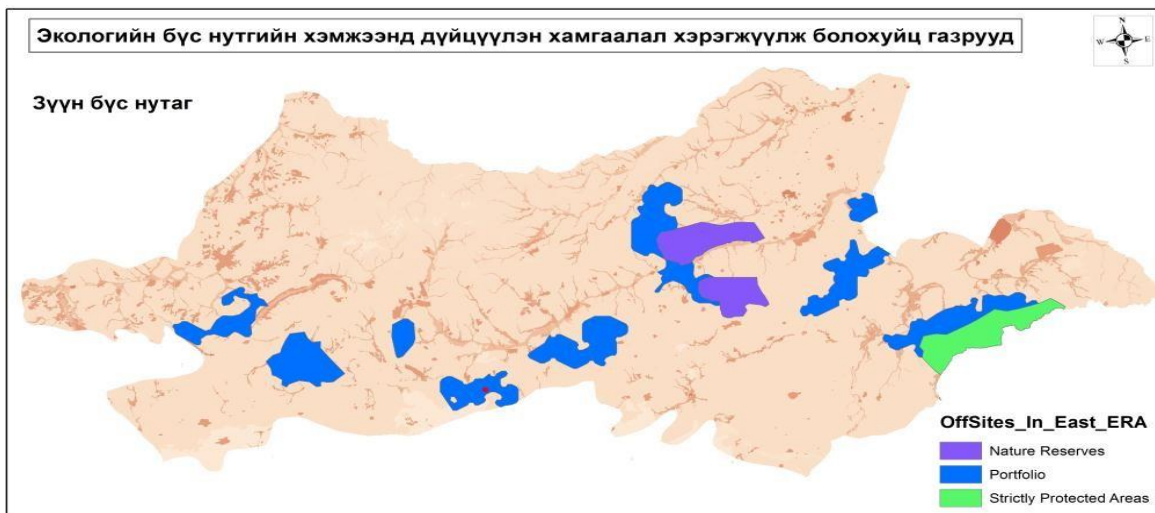 Экологийн бүс нутгийн хэмжээнд дүйцүүлэн хамгаалал хэрэгжүүлж болохуйц газрууд
N
W E
S
Зүүн бүс нутаг
OffSites_In_East_ERA
Nature Reserves
Portfolio
Strictly Protected Areas